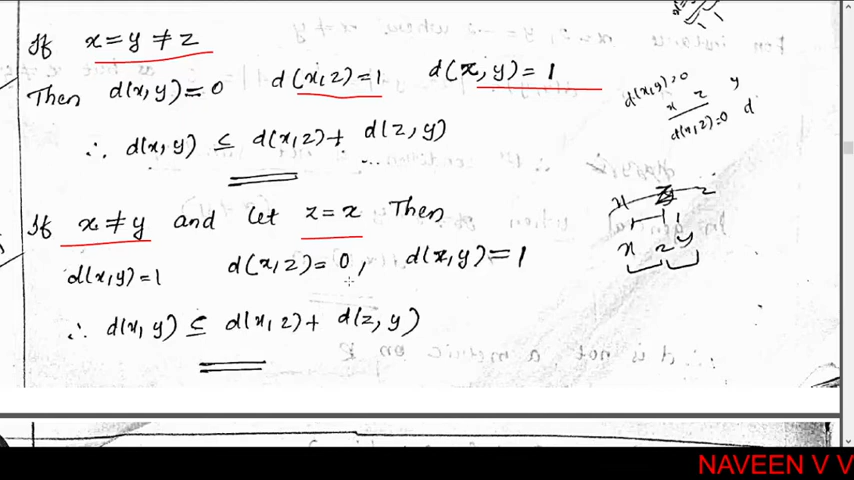 If x = y ≠ z
Then d(x,y) = 0 d(x,z) = 1 d(z,y) = 1
∴ d(x,y) ≤ d(x,z) + d(z,y)
If x ≠ y and let z = x Then
d(x,y) = 1 d(x,z) = 0, d(z,y) = 1
∴ d(x,y) ≤ d(x,z) + d(z,y)
d(x,y) > 0
x z y
d(x,z) = 0 d
x z
x z y
NAVEEN V V